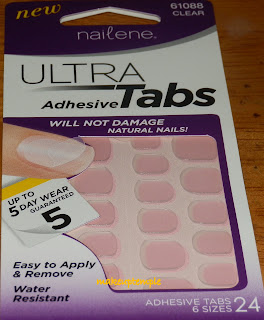 new
nailene
61088
CLEAR
ULTRA
Adhesive Tabs
WILL NOT DAMAGE
NATURAL NAILS!
UP TO
5 DAY WEAR
GUARANTEED
5
Easy to Apply
& Remove
Water
Resistant
makeuptemple
ADHESIVE TABS
6 SIZES 24